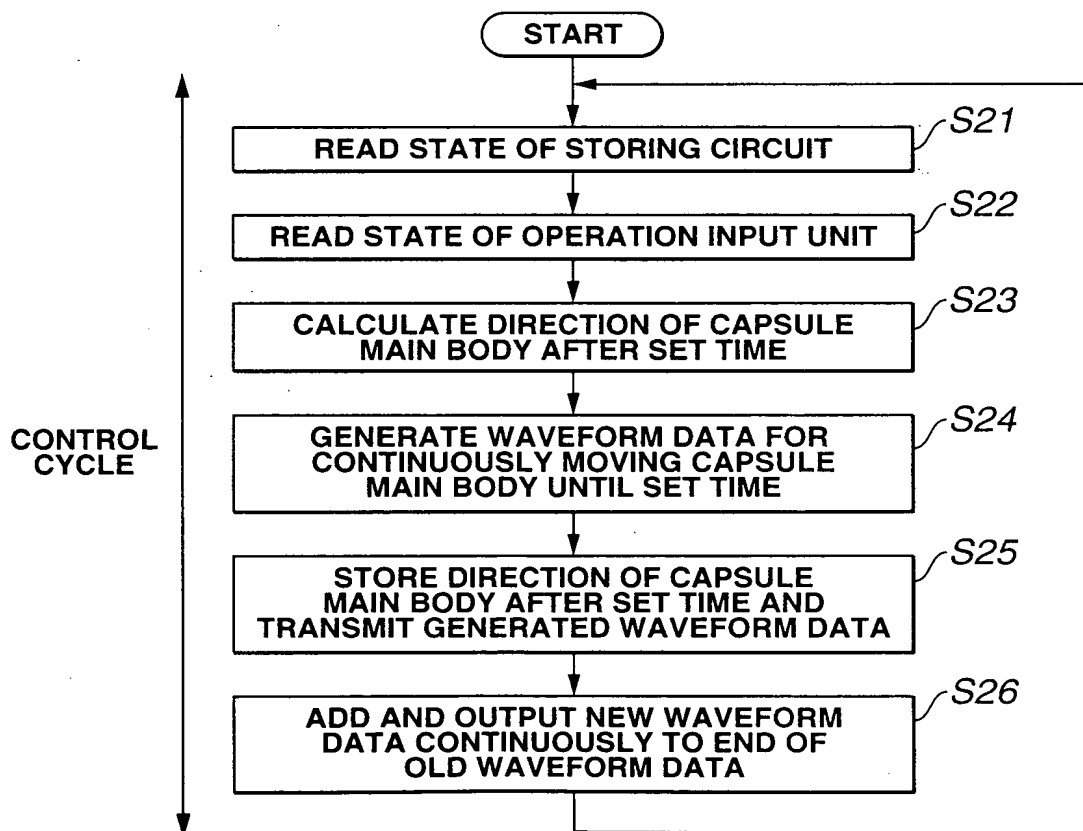 START
S21
READ STATE OF STORING CIRCUIT
S22
READ STATE OF OPERATION INPUT UNIT
S23
CALCULATE DIRECTION OF CAPSULE
MAIN BODY AFTER SET TIME
CONTROL
CYCLE
S24
GENERATE WAVEFORM DATA FOR
CONTINUOUSLY MOVING CAPSULE
MAIN BODY UNTIL SET TIME
S25
STORE DIRECTION OF CAPSULE
MAIN BODY AFTER SET TIME AND
TRANSMIT GENERATED WAVEFORM DATA
S26
ADD AND OUTPUT NEW WAVEFORM
DATA CONTINUOUSLY TO END OF
OLD WAVEFORM DATA